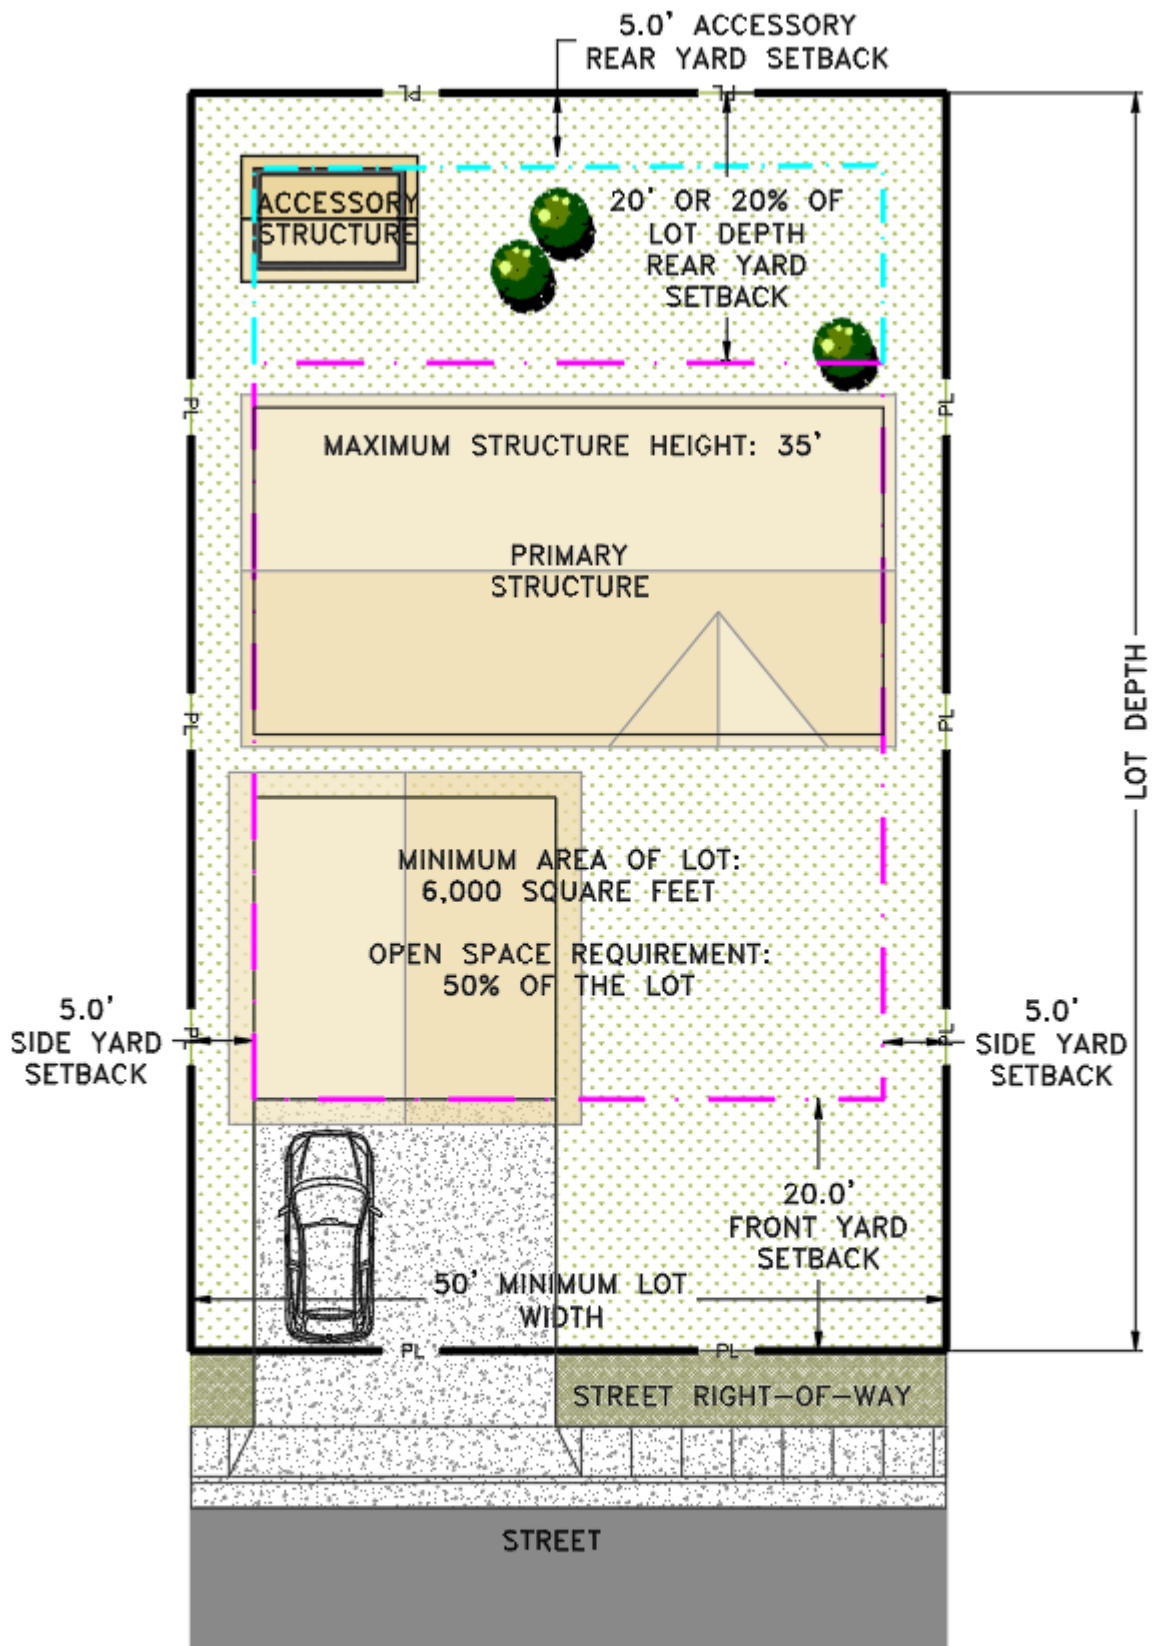 5.0' ACCESSORY
REAR YARD SETBACK
PL
PL
ACCESSORY
STRUCTURE
20' OR 20% OF
LOT DEPTH
REAR YARD
SETBACK
PL
PL
MAXIMUM STRUCTURE HEIGHT: 35'
PRIMARY
STRUCTURE
LOT DEPTH
PL
PL
MINIMUM AREA OF LOT:
6,000 SQUARE FEET
OPEN SPACE REQUIREMENT:
50% OF THE LOT
5.0'
SIDE YARD
SETBACK
PL
PL
5.0'
SIDE YARD
SETBACK
20.0'
FRONT YARD
SETBACK
50' MINIMUM LOT
WIDTH
PL
PL
STREET RIGHT-OF-WAY
STREET